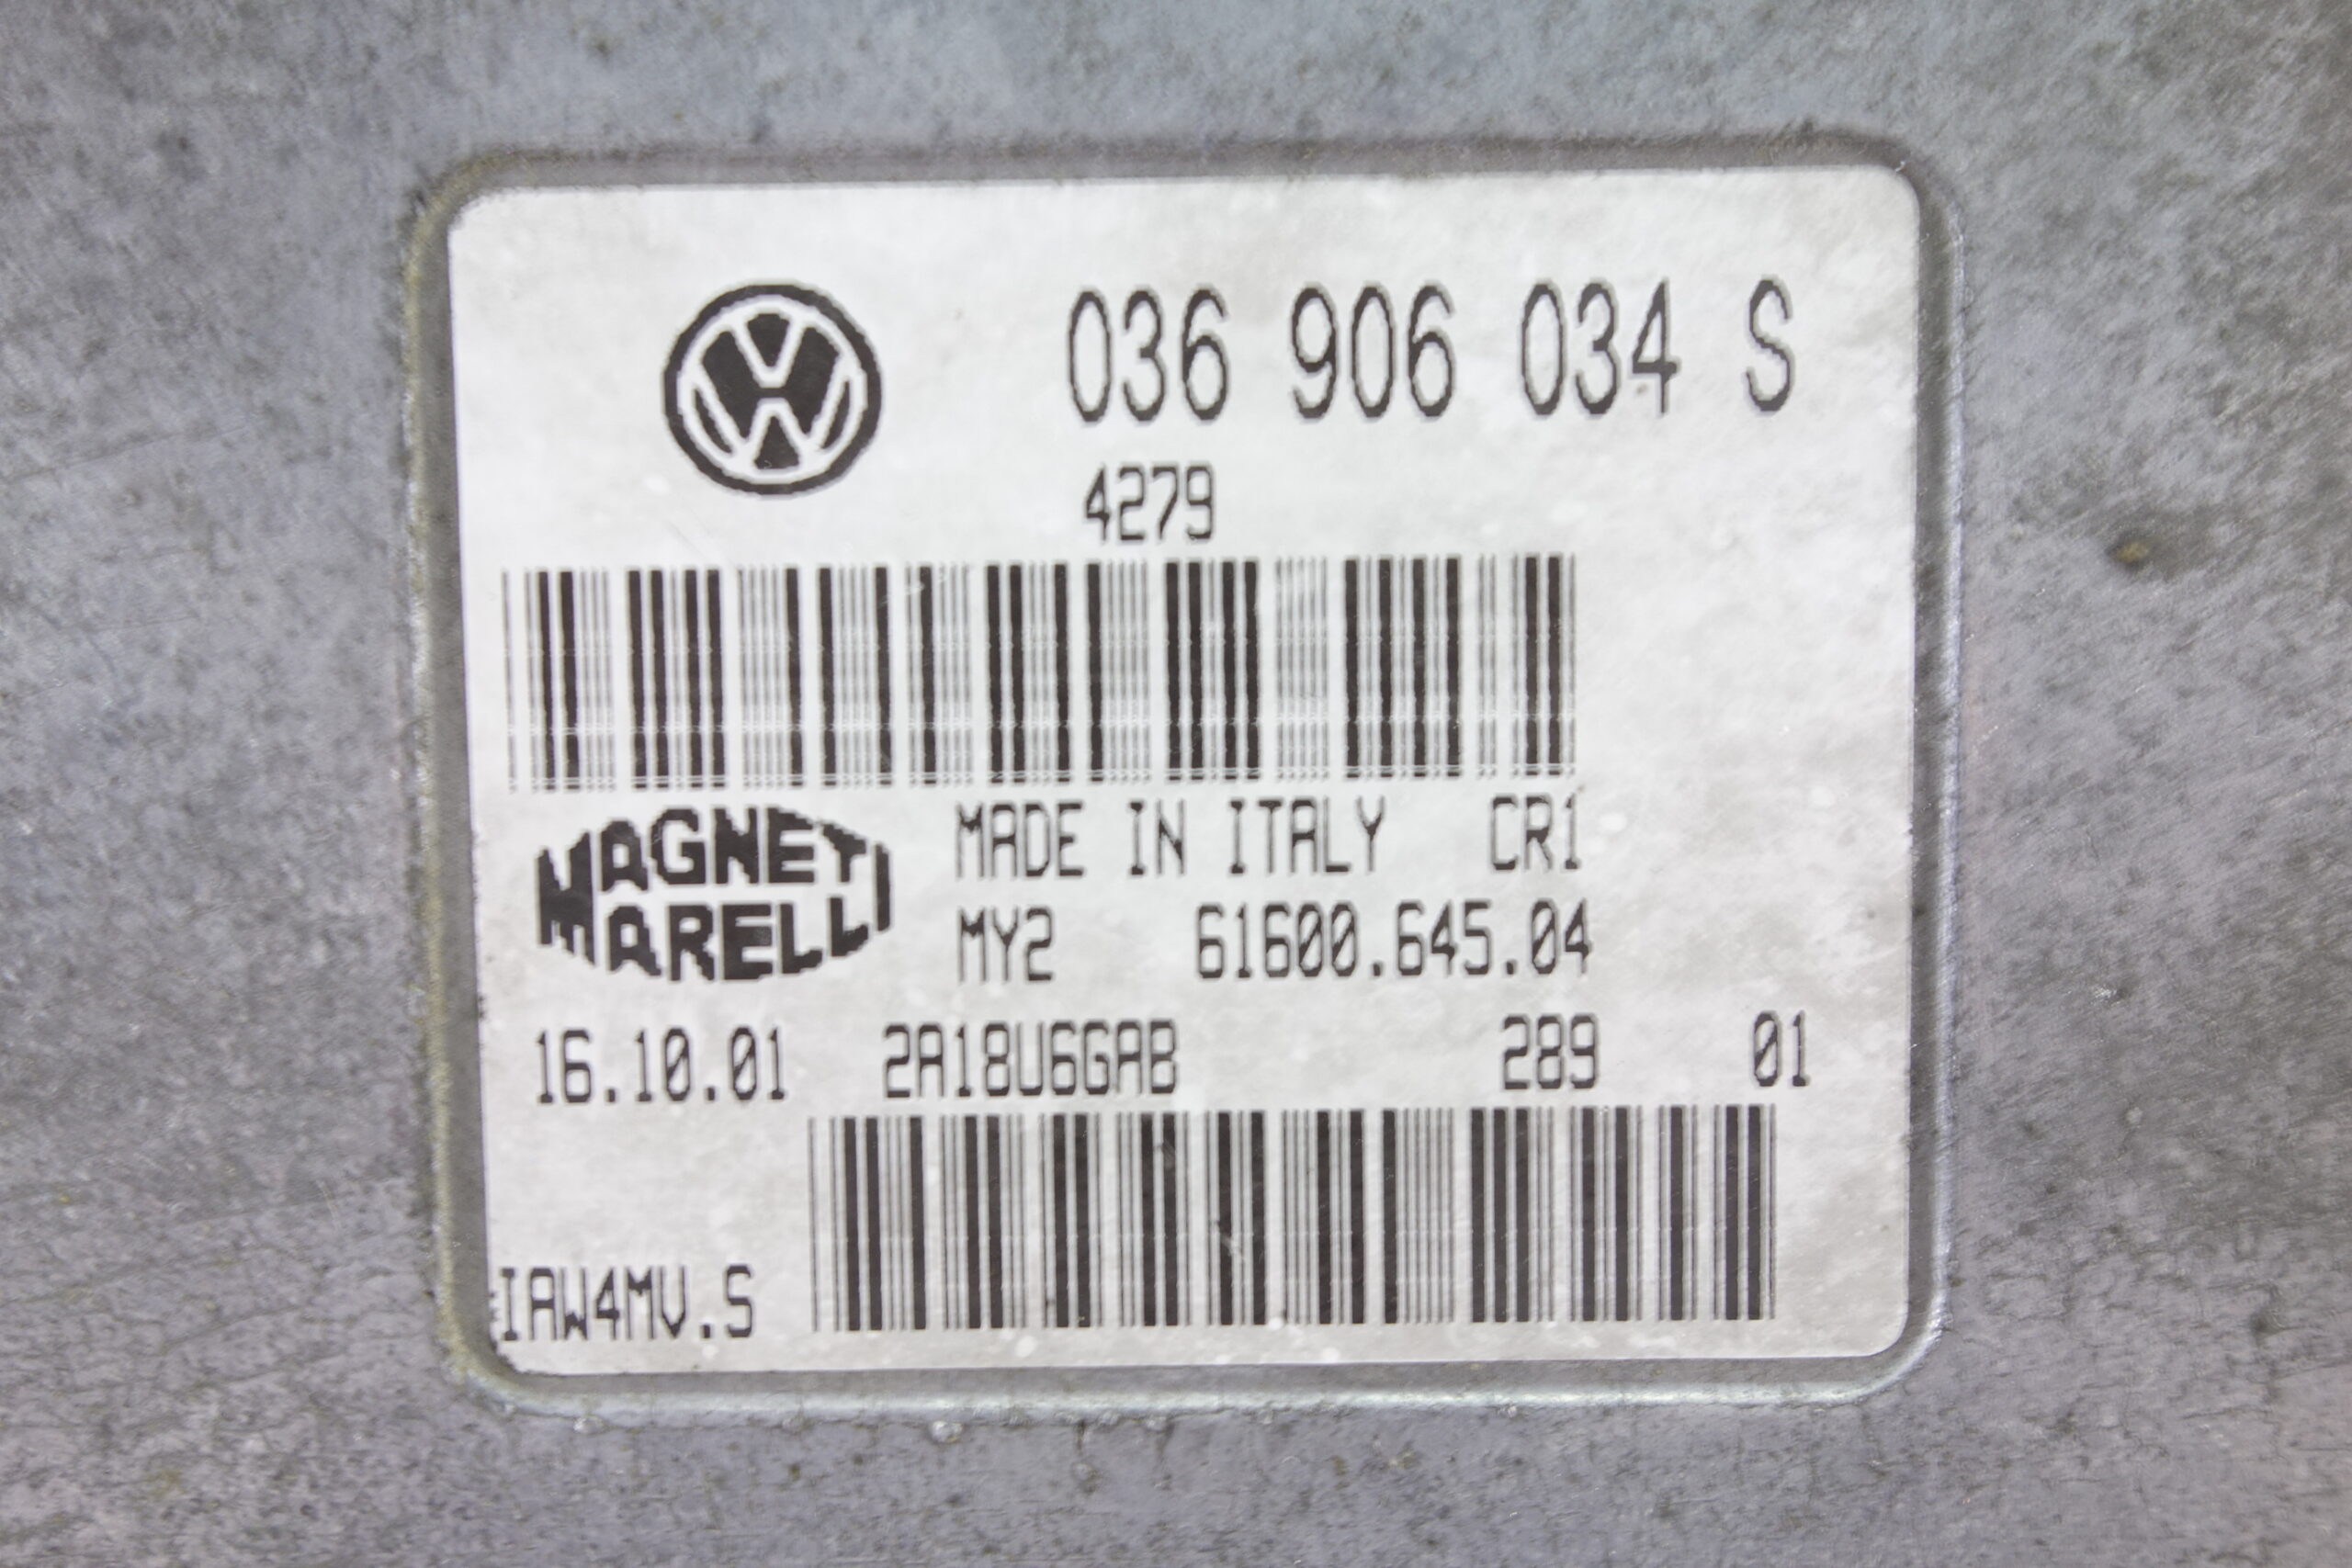 036 906 034 S
4279
MAGNETI
MARELLI
MADE IN ITALY CR1
MY2 61600.645.04
16.10.01 2A18U6GAB 289 01
IAW4MV.S